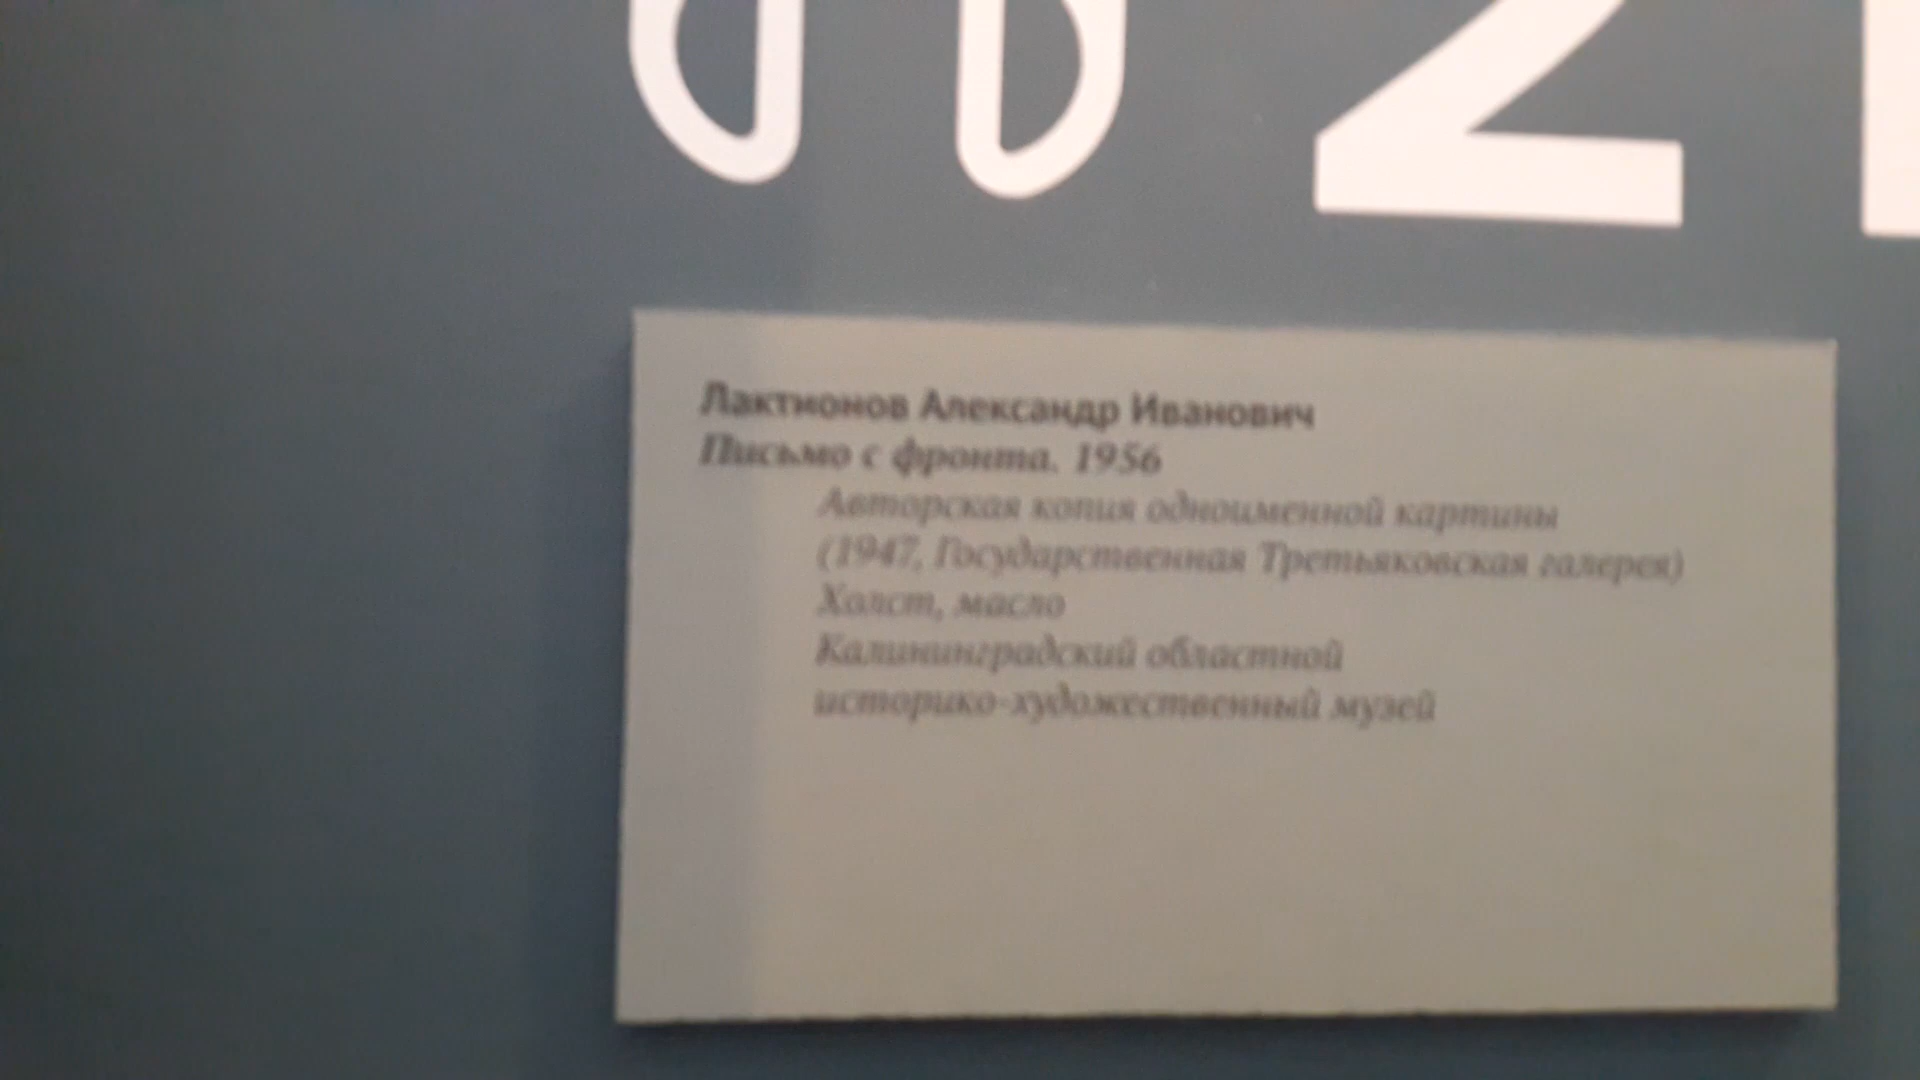 Лактионов Александр Иванович
Письмо с фронта. 1956
Авторская копия одноименной картины
(1947, Государственная Третьяковская галерея)
Холст, масло
Калининградский областной
историко-художественный музей